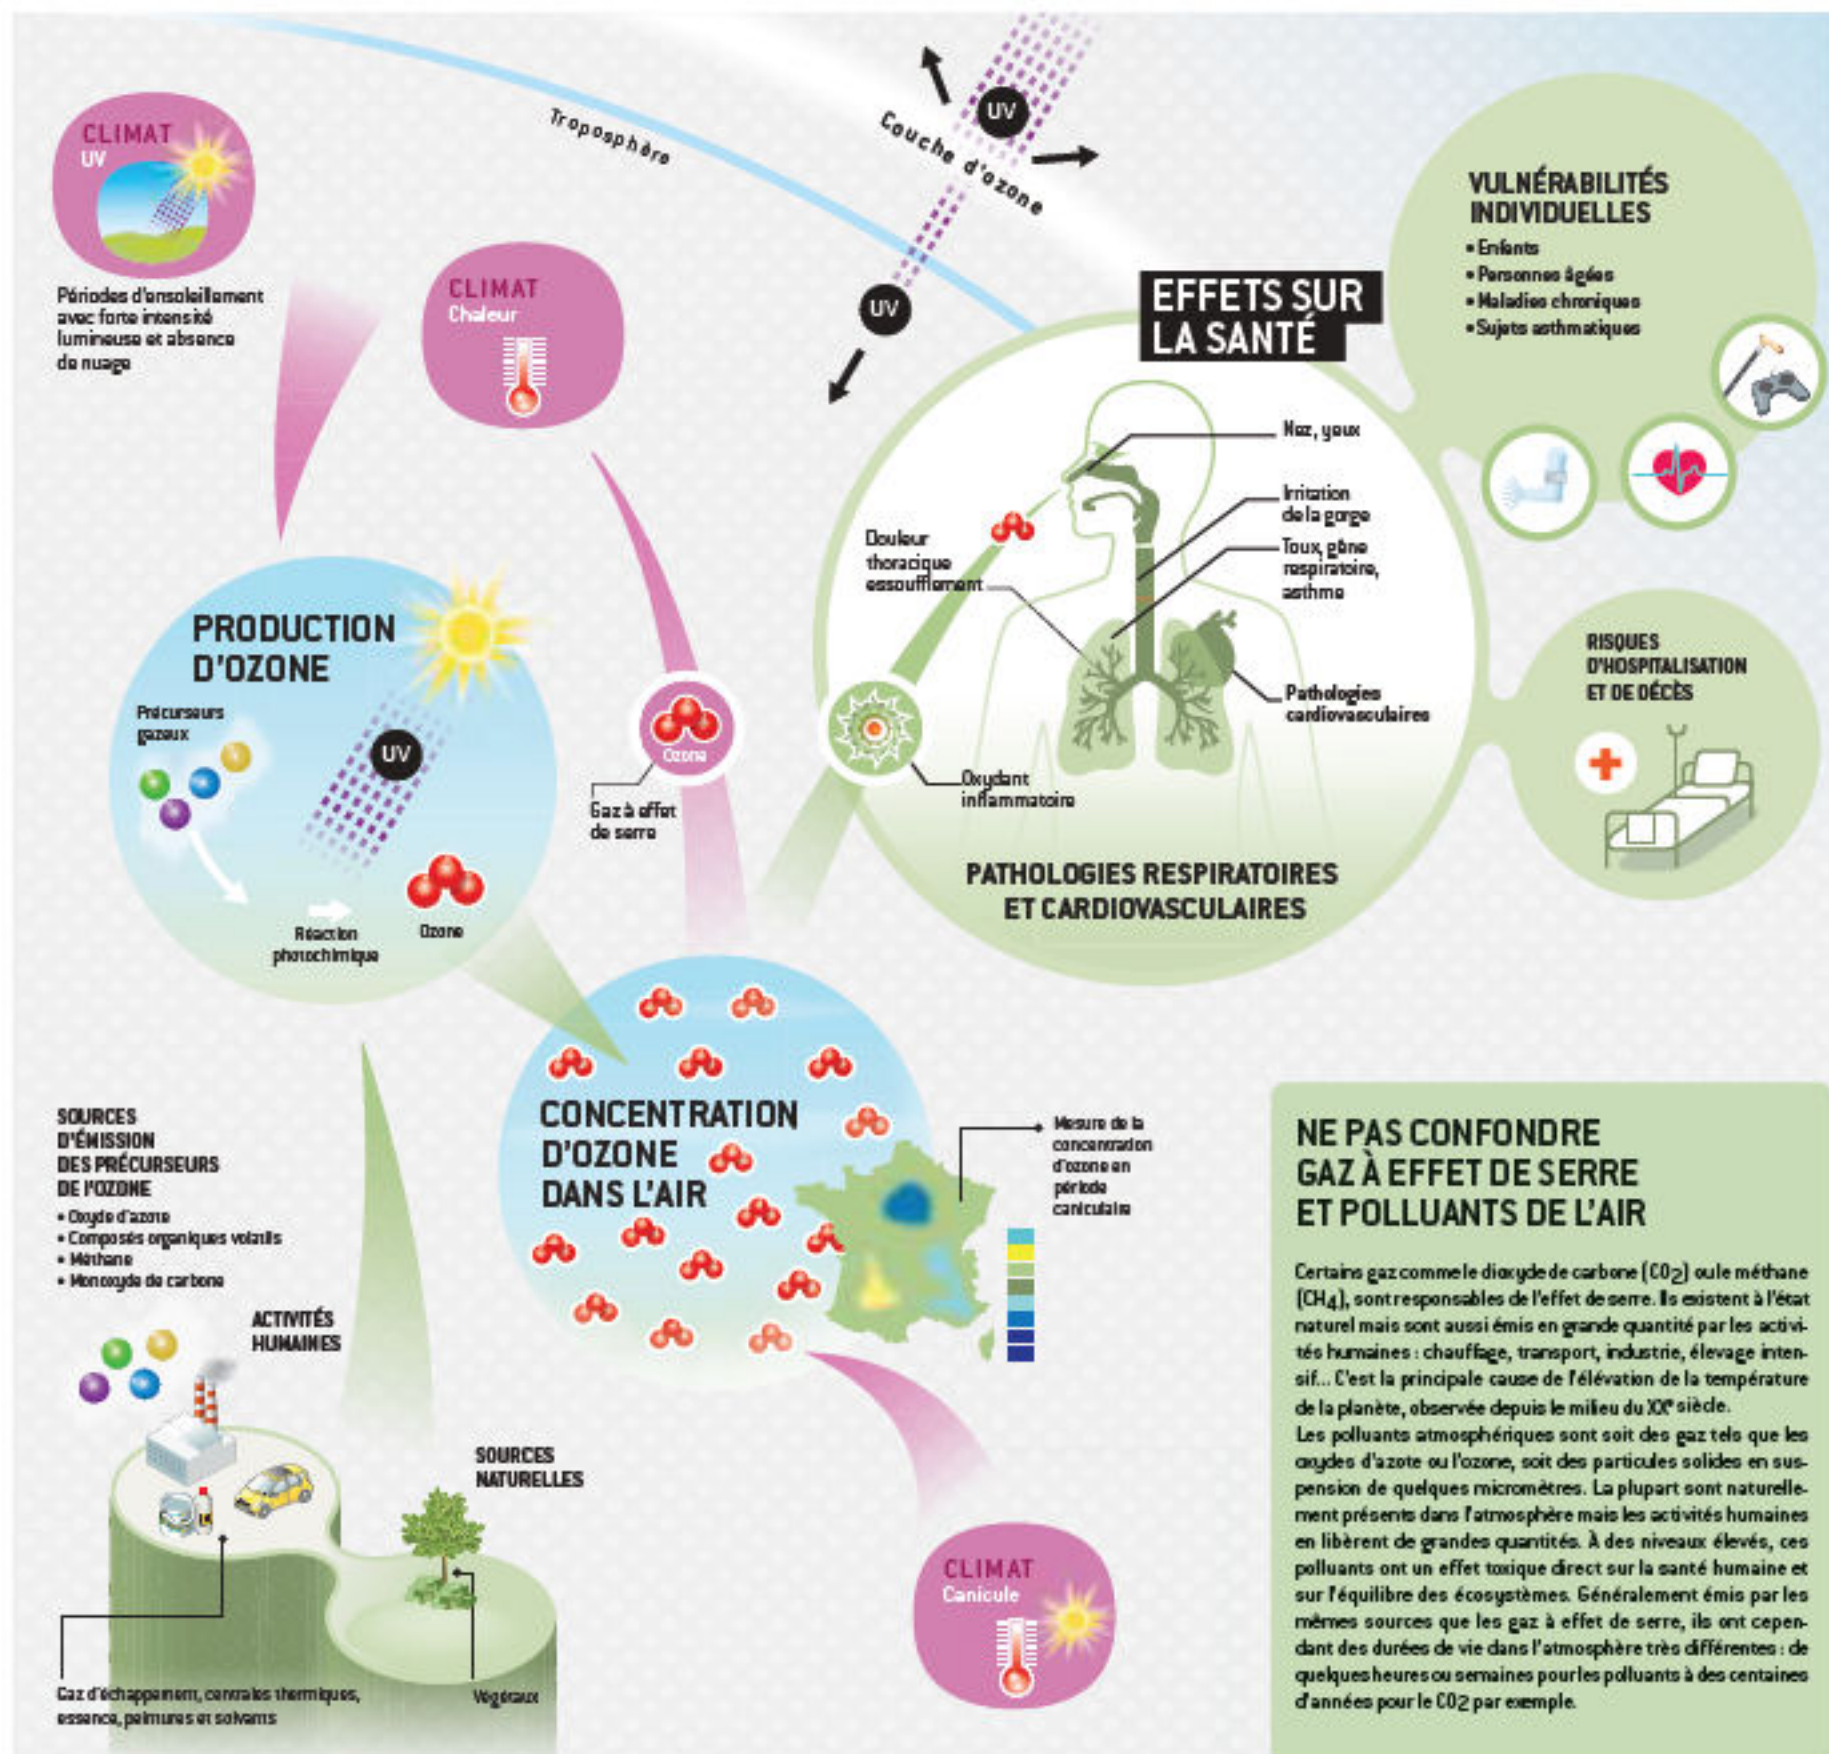 CLIMAT
UV
Périodes d'ensoleillement
avec forte intensité
lumineuse et absence
de nuage
Troposphère
Couche d'ozone
UV
UV
CLIMAT
Chaleur
EFFETS SUR
LA SANTÉ
VULNÉRABILITÉS
INDIVIDUELLES
• Enfants
• Personnes âgées
• Maladies chroniques
• Sujets asthmatiques
Nez, yeux
Irritation
de la gorge
Toux, gêne
respiratoire,
asthme
Douleur
thoracique
essoufflement
Pathologies
cardiovasculaires
Oxydant
inflammatoire
PATHOLOGIES RESPIRATOIRES
ET CARDIOVASCULAIRES
RISQUES
D'HOSPITALISATION
ET DE DÉCÈS
PRODUCTION
D'OZONE
Précurseurs
gazeux
UV
Réaction
photochimique
Ozone
Ozone
Gaz à effet
de serre
CONCENTRATION
D'OZONE
DANS L'AIR
Mesure de la
concentration
d'ozone en
période
caniculaire
SOURCES
D'ÉMISSION
DES PRÉCURSEURS
DE l'OZONE
• Oxyde d'azote
• Composés organiques volatils
• Méthane
• Monoxyde de carbone
ACTIVITÉS
HUMAINES
SOURCES
NATURELLES
Gaz d'échappement, centrales thermiques,
essence, peintures et solvants
Végétaux
CLIMAT
Canicule
NE PAS CONFONDRE
GAZ À EFFET DE SERRE
ET POLLUANTS DE L'AIR
Certains gaz comme le dioxyde de carbone (CO2) ou le méthane
(CH4), sont responsables de l'effet de serre. Ils existent à l'état
naturel mais sont aussi émis en grande quantité par les activi-
tés humaines : chauffage, transport, industrie, élevage inten-
sif... C'est la principale cause de l'élévation de la température
de la planète, observée depuis le milieu du XXe siècle.
Les polluants atmosphériques sont soit des gaz tels que les
oxydes d'azote ou l'ozone, soit des particules solides en sus-
pension de quelques micromètres. La plupart sont naturelle-
ment présents dans l'atmosphère mais les activités humaines
en libèrent de grandes quantités. À des niveaux élevés, ces
polluants ont un effet toxique direct sur la santé humaine et
sur l'équilibre des écosystèmes. Généralement émis par les
mêmes sources que les gaz à effet de serre, ils ont cepen-
dant des durées de vie dans l'atmosphère très différentes : de
quelques heures ou semaines pour les polluants à des centaines
d'années pour le CO2 par exemple.